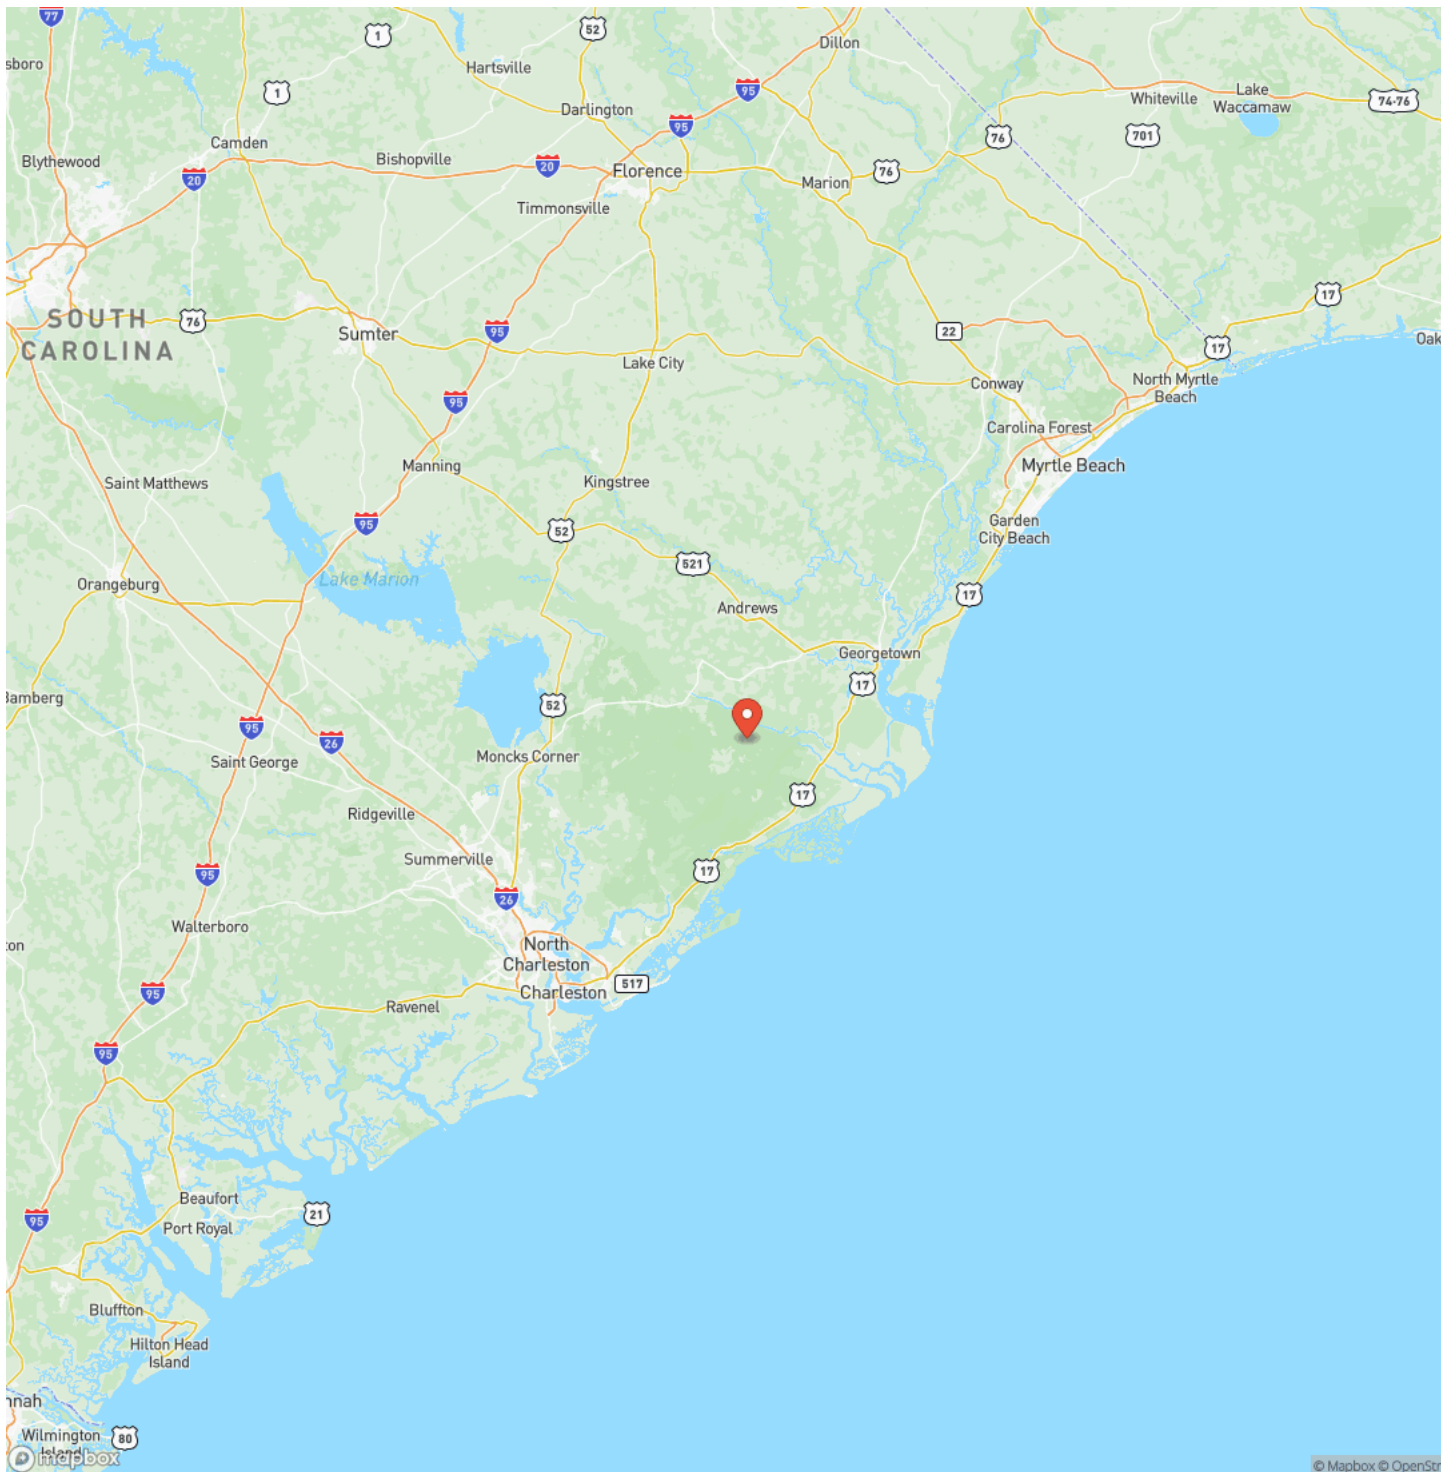 77
1
52
Dillon
sboro
Hartsville
1
95
Whiteville
Lake
Waccamaw
74-76
Darlington
95
76
701
Camden
Blythewood
Bishopville
20
Florence
76
20
Marion
Timmonsville
17
SOUTH
CAROLINA
76
Sumter
95
22
17
Oak
Lake City
North Myrtle
Beach
Conway
95
Carolina Forest
Manning
Myrtle Beach
Saint Matthews
Kingstree
95
52
Garden
City Beach
521
Orangeburg
Lake Marion
17
Andrews
Georgetown
17
Bamberg
52
95
26
Saint George
Moncks Corner
17
Ridgeville
Summerville
17
95
26
Walterboro
ton
North
Charleston
517
Charleston
95
Ravenel
95
Beaufort
21
95
Port Royal
Bluffton
Hilton Head
Island
nnah
Wilmington
Island
80
mapbox
© Mapbox © OpenStr